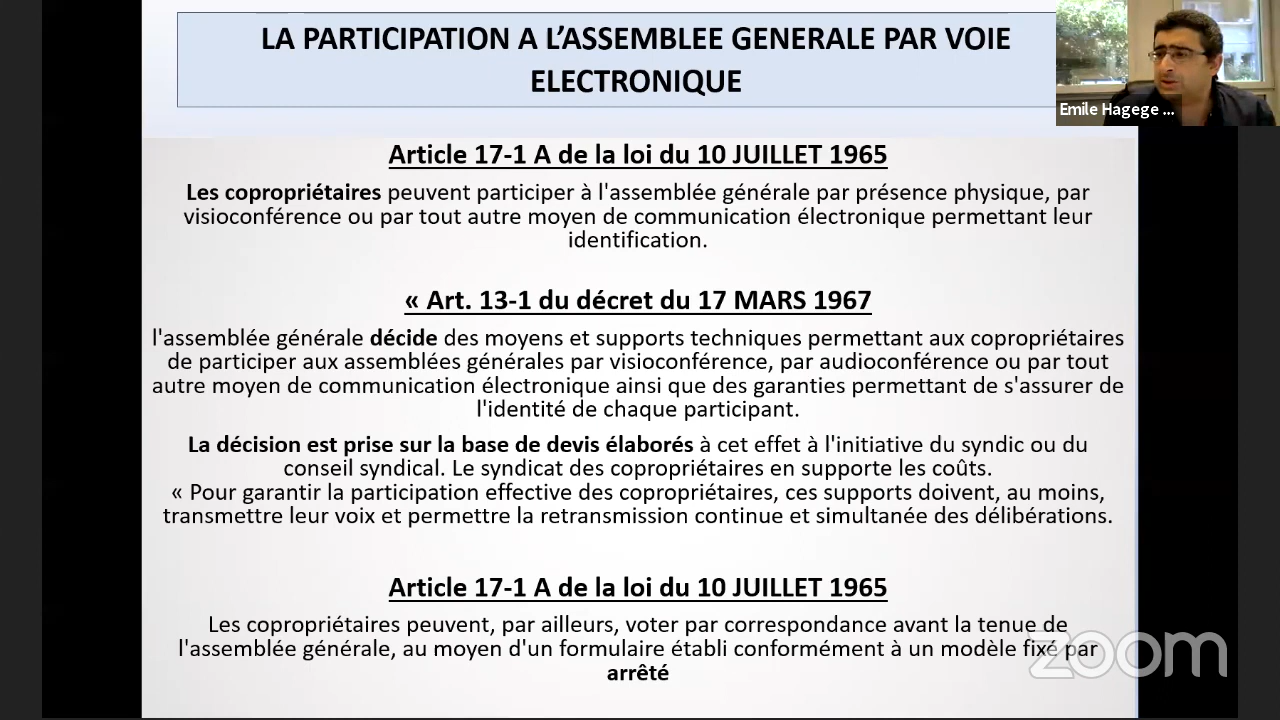 LA PARTICIPATION A L'ASSEMBLEE GENERALE PAR VOIE
ELECTRONIQUE
Emile Hagege ...
Article 17-1 A de la loi du 10 JUILLET 1965
Les copropriétaires peuvent participer à l'assemblée générale par présence physique, par
visioconférence ou par tout autre moyen de communication électronique permettant leur
identification.
« Art. 13-1 du décret du 17 MARS 1967
l'assemblée générale décide des moyens et supports techniques permettant aux copropriétaires
de participer aux assemblées générales par visioconférence, par audioconférence ou par tout
autre moyen de communication électronique ainsi que des garanties permettant de s'assurer de
l'identité de chaque participant.
La décision est prise sur la base de devis élaborés à cet effet à l'initiative du syndic ou du
conseil syndical. Le syndicat des copropriétaires en supporte les coûts.
« Pour garantir la participation effective des copropriétaires, ces supports doivent, au moins,
transmettre leur voix et permettre la retransmission continue et simultanée des délibérations.
Article 17-1 A de la loi du 10 JUILLET 1965
Les copropriétaires peuvent, par ailleurs, voter par correspondance avant la tenue de
l'assemblée générale, au moyen d'un formulaire établi conformément à un modèle fixé par
arrêté
zoom